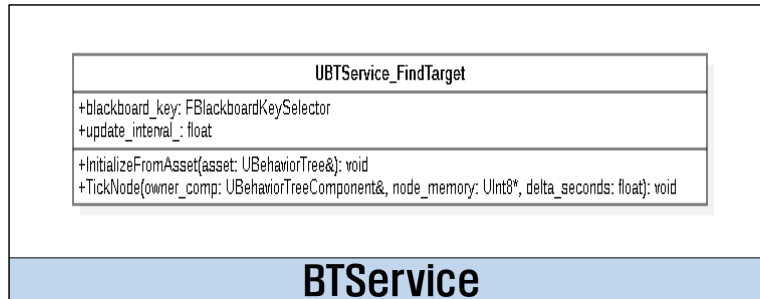 UBTService_FindTarget
+blackboard_key: FBlackboardKeySelector
+update_interval_: float
+InitializeFromAsset(asset: UBehaviorTree&): void
+TickNode(owner_comp: UBehaviorTreeComponent&, node_memory: UInt8*, delta_seconds: float): void
BTService